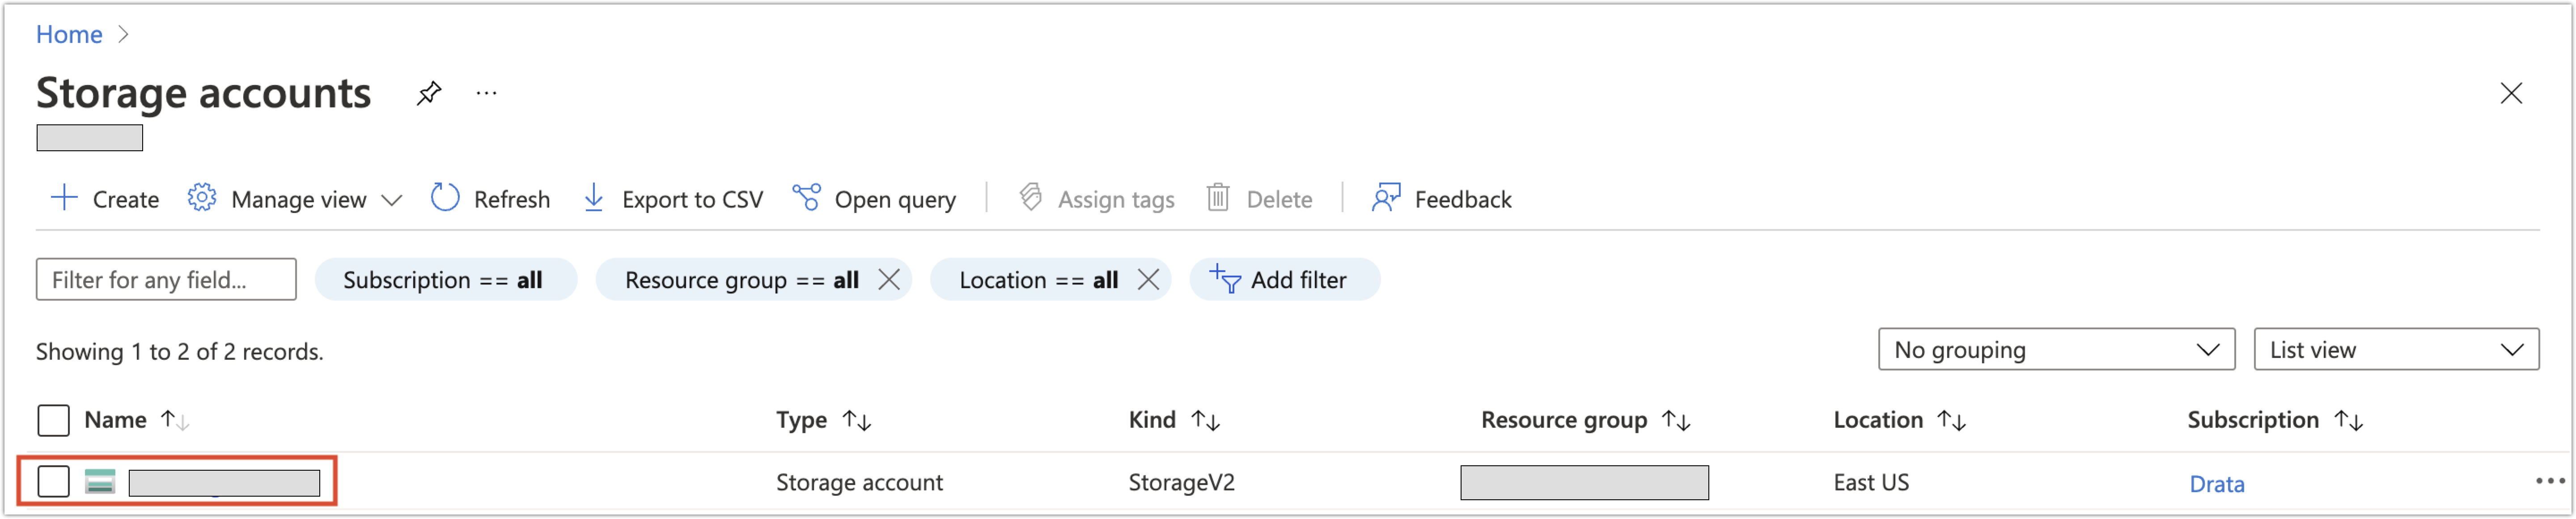 Home
Storage accounts
Create Manage view Refresh Export to CSV Open query Assign tags Delete Feedback
Filter for any field... Subscription == all Resource group == all Location == all Add filter
Showing 1 to 2 of 2 records. No grouping List view
Name Type Kind Resource group Location Subscription
Storage account StorageV2 East US Drata